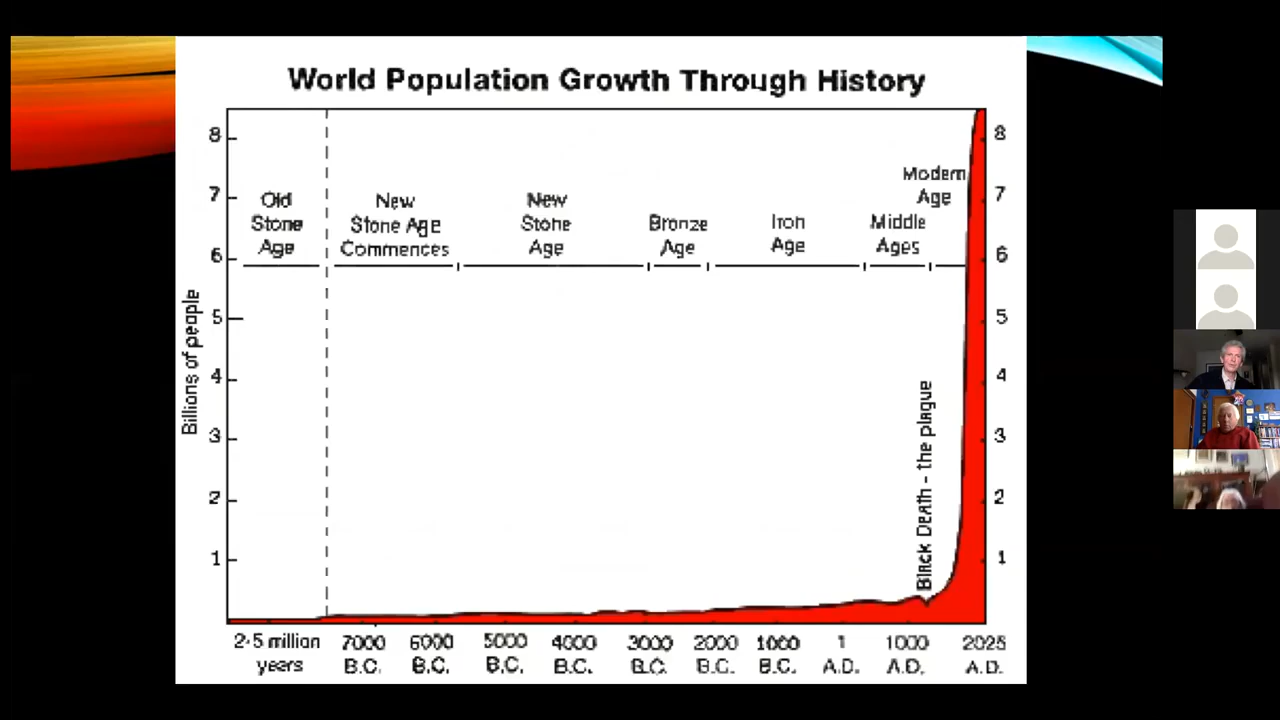 World Population Growth Through History
8
7
6
5
4
3
2
1
Billions of people
8
7
6
5
4
3
2
1
Old
Stone
Age
New
Stone Age
Commences
New
Stone
Age
Bronze
Age
Iron
Age
Middle
Ages
Modern
Age
Black Death - the plague
2-5 million
years
7000
B.C.
6000
B.C.
5000
B.C.
4000
B.C.
3000
B.C.
2000
B.C.
1000
B.C.
1
A.D.
1000
A.D.
2025
A.D.